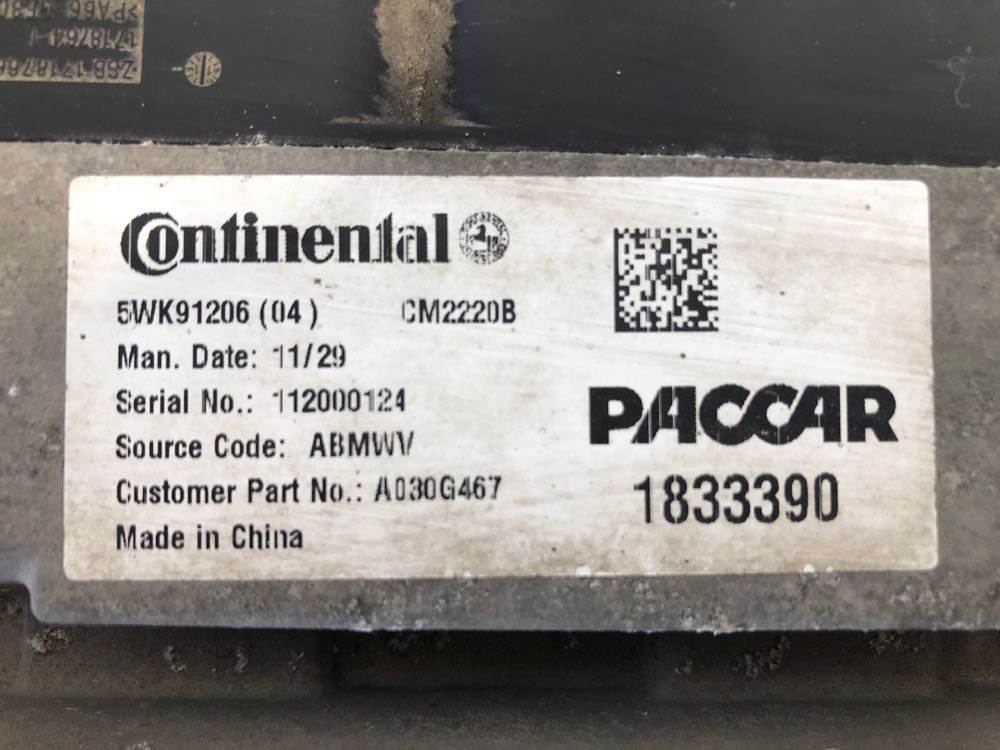 Continental
5WK91206 (04) CM2220B
Man. Date: 11/29
Serial No.: 112000124
Source Code: ABMWV
Customer Part No.: A030G467
Made in China
PACCAR
1833390